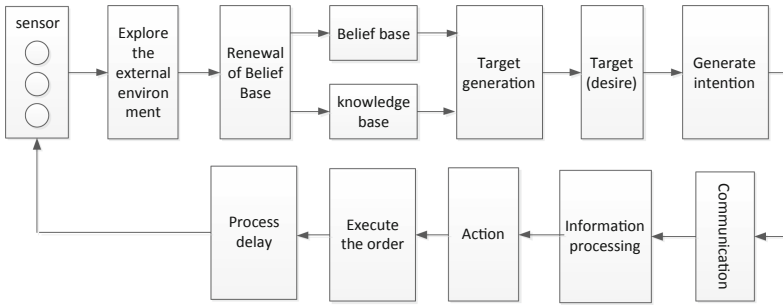 sensor
Explore
the
external
environ
ment
Renewal
of Belief
Base
Belief base
knowledge
base
Target
generation
Target
(desire)
Generate
intention
Communication
Information
processing
Action
Execute
the order
Process
delay